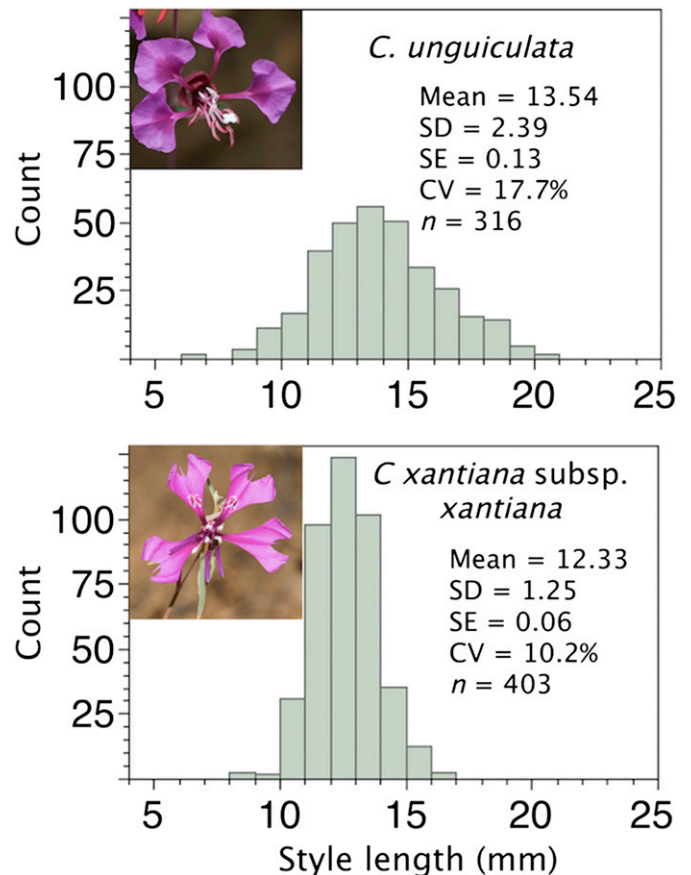 C. unguiculata
Mean = 13.54
SD = 2.39
SE = 0.13
CV = 17.7%
n = 316
Count
100
75
50
25
5
10
15
20
25
C xantiana subsp.
xantiana
Mean = 12.33
SD = 1.25
SE = 0.06
CV = 10.2%
n = 403
Count
100
75
50
25
5
10
15
20
25
Style length (mm)